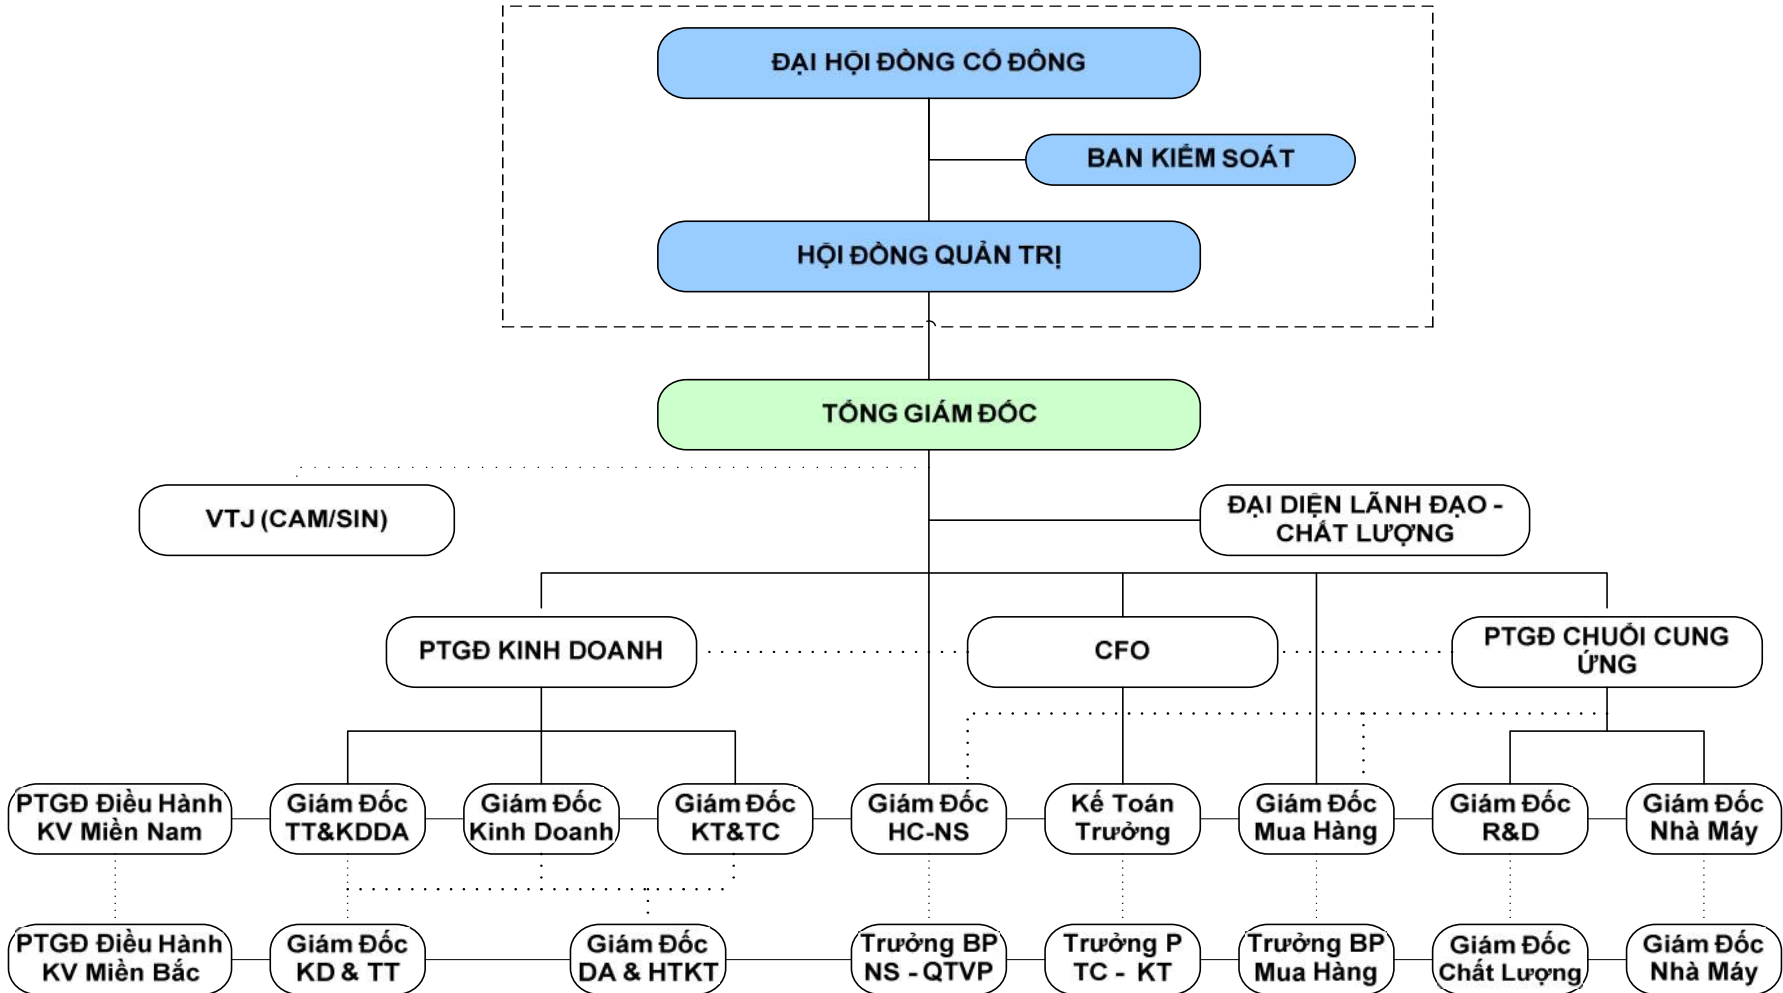 ĐẠI HỘI ĐỒNG CỔ ĐÔNG
BAN KIỂM SOÁT
HỘI ĐỒNG QUẢN TRỊ
TỔNG GIÁM ĐỐC
VTJ (CAM/SIN)
ĐẠI DIỆN LÃNH ĐẠO -
CHẤT LƯỢNG
PTGĐ KINH DOANH
CFO
PTGĐ CHUỖI CUNG
ỨNG
PTGĐ Điều Hành
KV Miền Nam
Giám Đốc
TT&KDDA
Giám Đốc
Kinh Doanh
Giám Đốc
KT&TC
Giám Đốc
HC-NS
Kế Toán
Trưởng
Giám Đốc
Mua Hàng
Giám Đốc
R&D
Giám Đốc
Nhà Máy
PTGĐ Điều Hành
KV Miền Bắc
Giám Đốc
KD & TT
Giám Đốc
DA & HTKT
Trưởng BP
NS - QTVP
Trưởng P
TC - KT
Trưởng BP
Mua Hàng
Giám Đốc
Chất Lượng
Giám Đốc
Nhà Máy